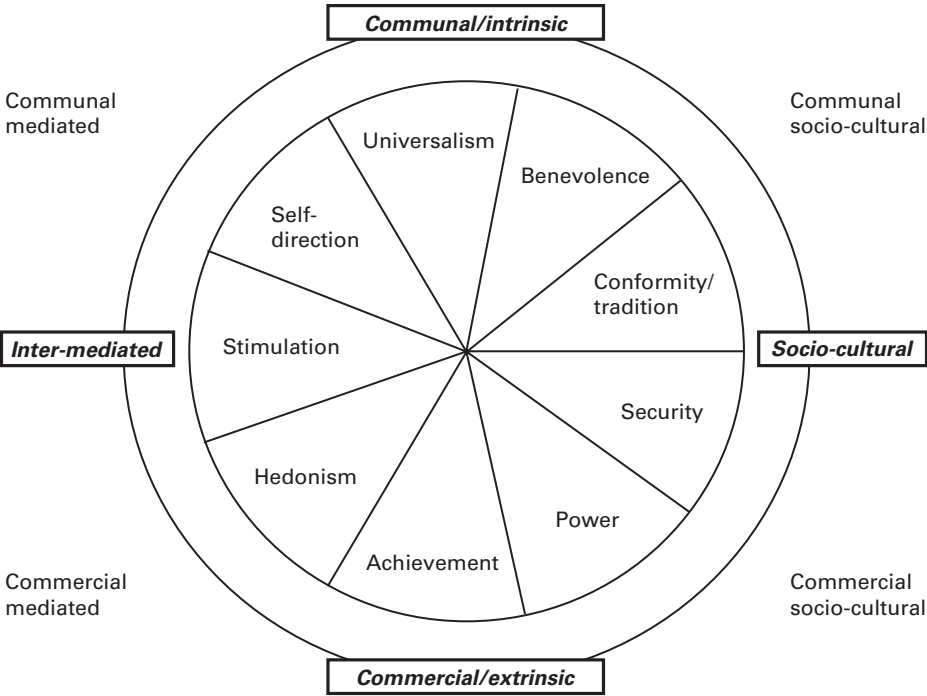 Communal/intrinsic
Communal
mediated
Communal
socio-cultural
Universalism
Benevolence
Self-
direction
Conformity/
tradition
Inter-mediated
Stimulation
Socio-cultural
Security
Hedonism
Power
Achievement
Commercial
mediated
Commercial
socio-cultural
Commercial/extrinsic